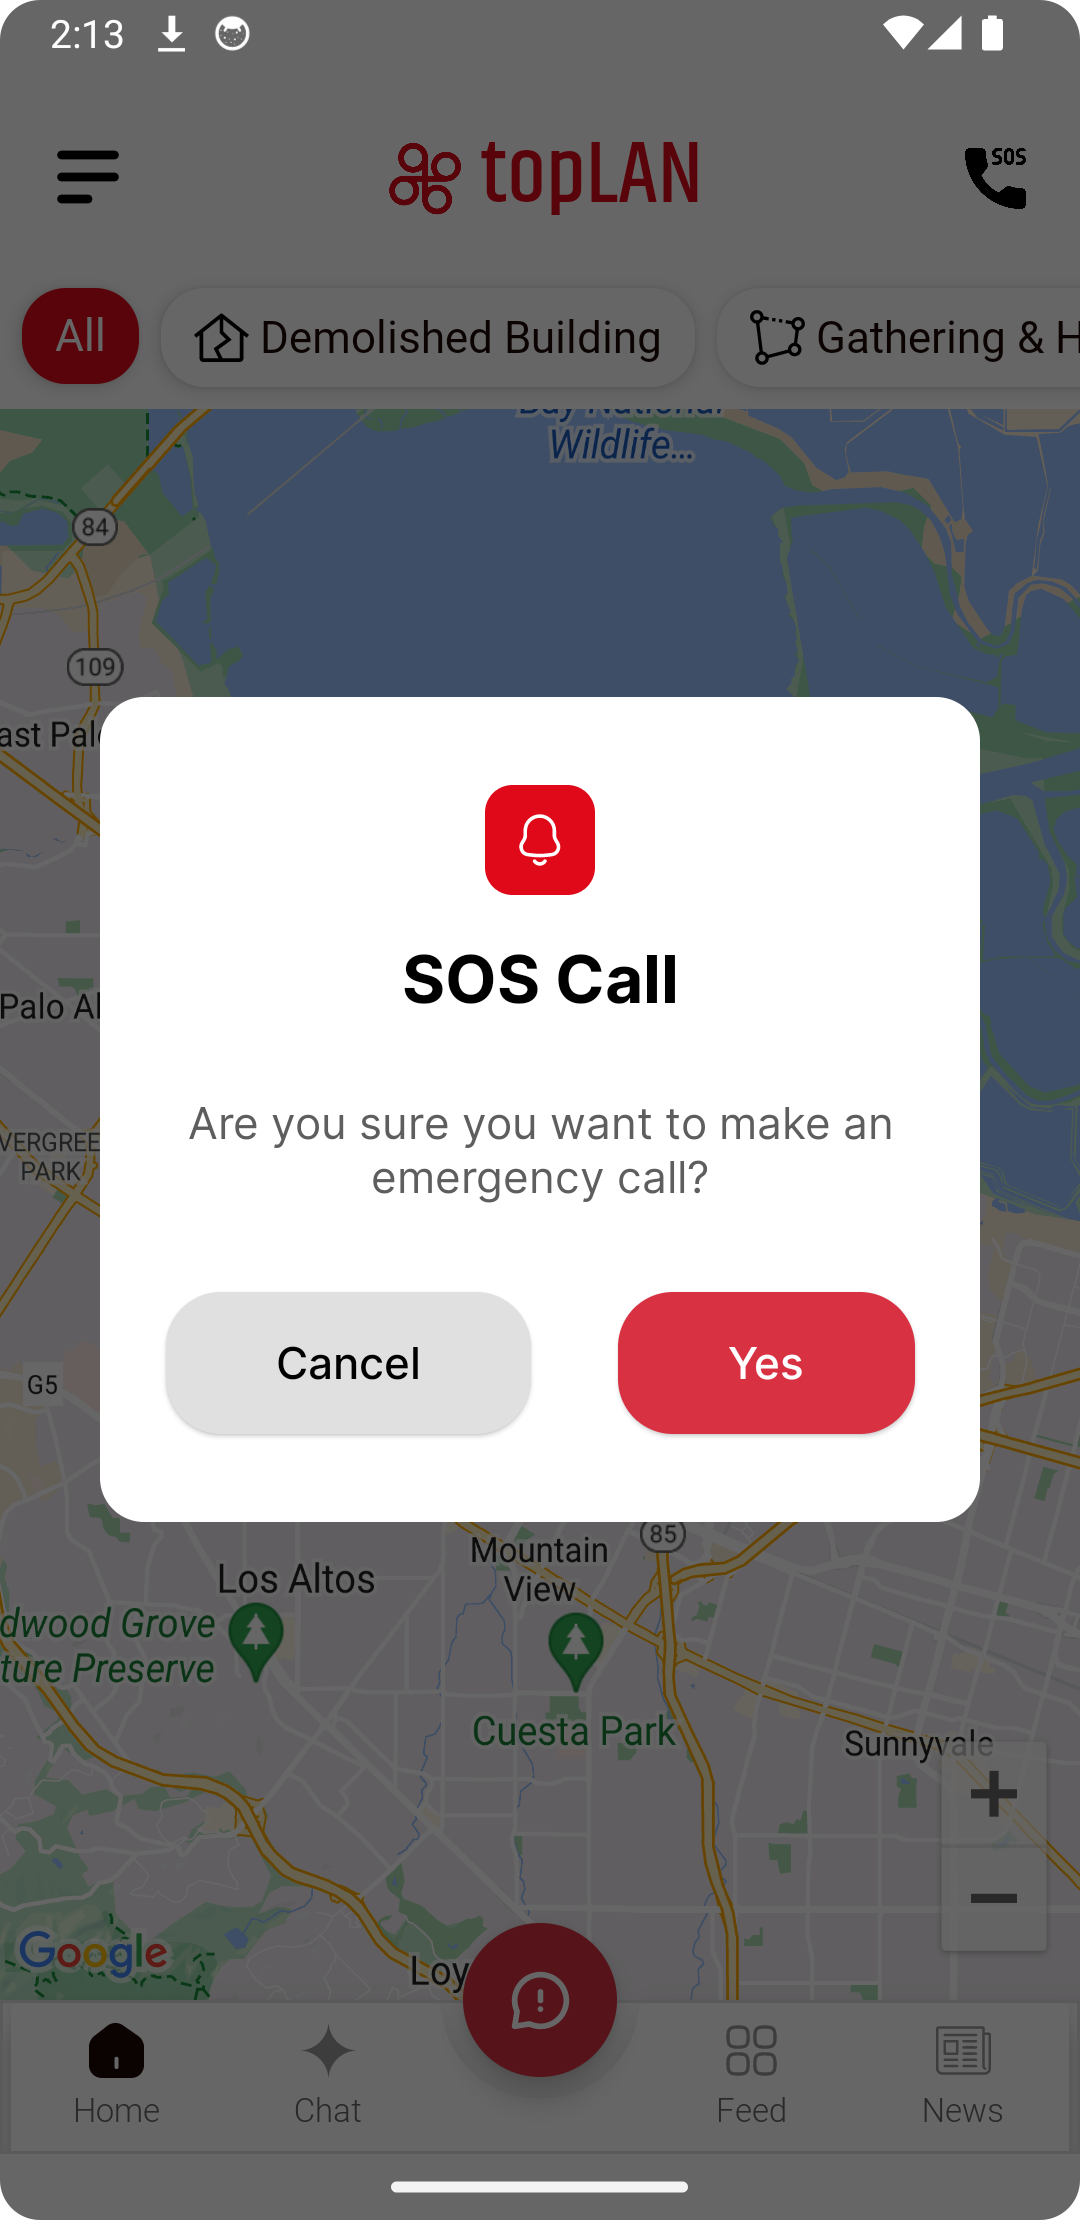 2:13
topLAN
SOS
All
Demolished Building
Gathering & H
Wildlife...
84
109
ast Pal
Palo Al
VERGREE
PARK
SOS Call
Are you sure you want to make an
emergency call?
Cancel
Yes
G5
85
Mountain
View
Los Altos
dwood Grove
ture Preserve
Cuesta Park
Sunnyvale
Google
Loy
Home
Chat
Feed
News